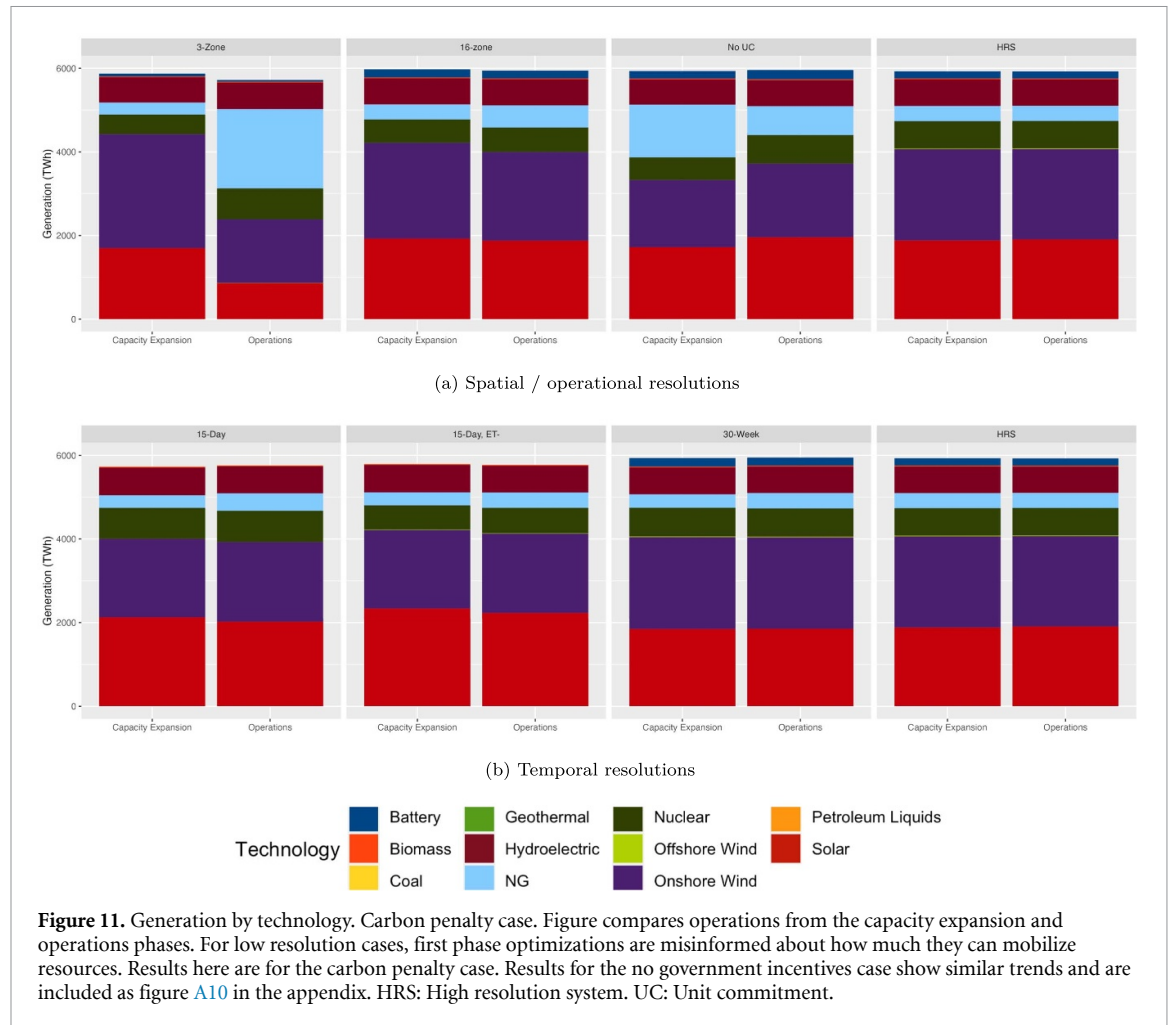 3-Zone
16-zone
No UC
HRS
6000
4000
2000
0
Generation (TWh)
Capacity Expansion
Operations
Capacity Expansion
Operations
Capacity Expansion
Operations
Capacity Expansion
Operations
(a) Spatial / operational resolutions
15-Day
15-Day, ET-
30-Week
HRS
6000
4000
2000
0
Generation (TWh)
Capacity Expansion
Operations
Capacity Expansion
Operations
Capacity Expansion
Operations
Capacity Expansion
Operations
(b) Temporal resolutions
Technology
Battery
Biomass
Coal
Geothermal
Hydroelectric
NG
Nuclear
Offshore Wind
Onshore Wind
Petroleum Liquids
Solar
Figure 11. Generation by technology. Carbon penalty case. Figure compares operations from the capacity expansion and
operations phases. For low resolution cases, first phase optimizations are misinformed about how much they can mobilize
resources. Results here are for the carbon penalty case. Results for the no government incentives case show similar trends and are
included as figure A10 in the appendix. HRS: High resolution system. UC: Unit commitment.